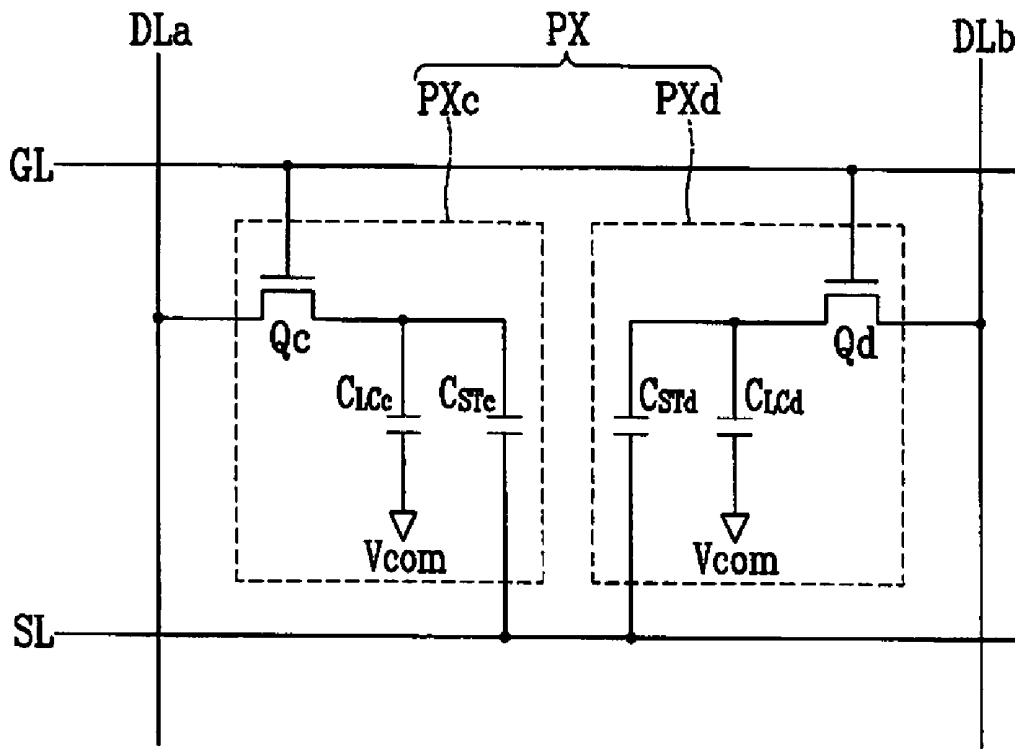 DLa
PX
DLb
PXc
PXd
GL
Qc
Qd
CLCc
CSTc
CSTd
CLCd
Vcom
Vcom
SL